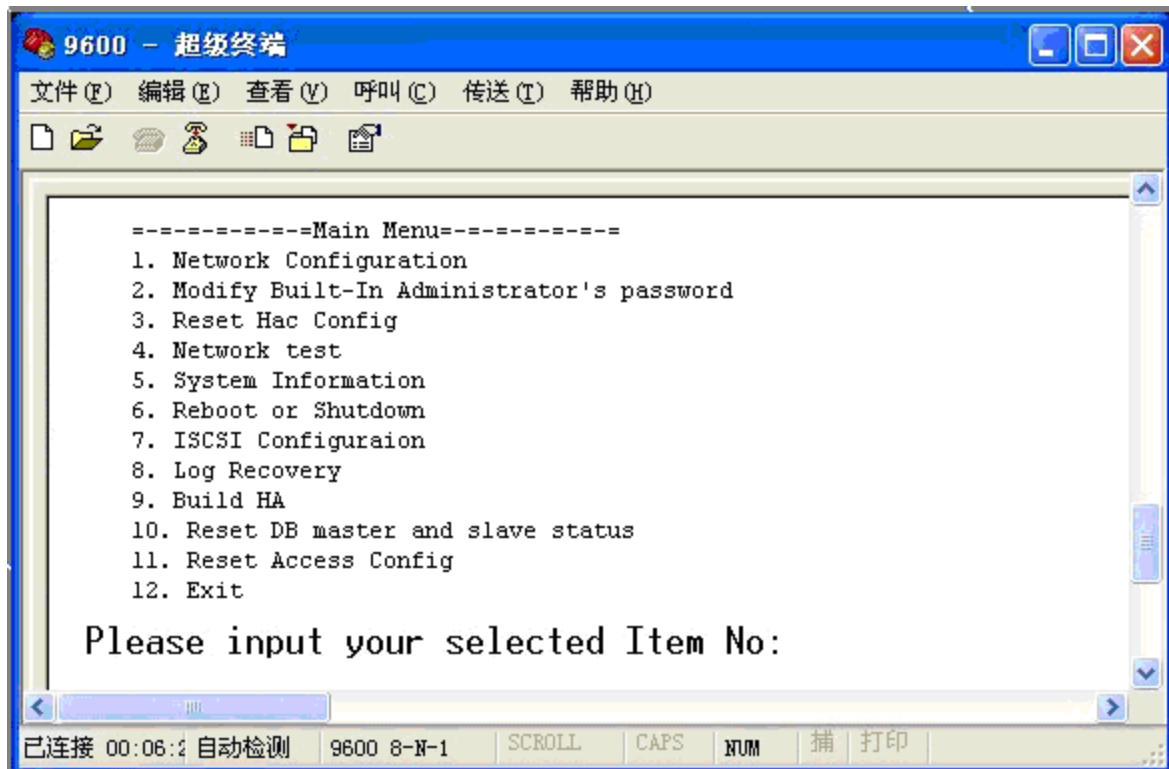 9600 - 超级终端
文件(F) 编辑(E) 查看(V) 呼叫(C) 传送(T) 帮助(H)
=-=-=-=-=-=-=Main Menu=-=-=-=-=-=-=
1. Network Configuration
2. Modify Built-In Administrator's password
3. Reset Hac Config
4. Network test
5. System Information
6. Reboot or Shutdown
7. ISCSI Configuraion
8. Log Recovery
9. Build HA
10. Reset DB master and slave status
11. Reset Access Config
12. Exit
Please input your selected Item No:
已连接 00:06:2 自动检测 9600 8-N-1 SCROLL CAPS NUM 捕 打印